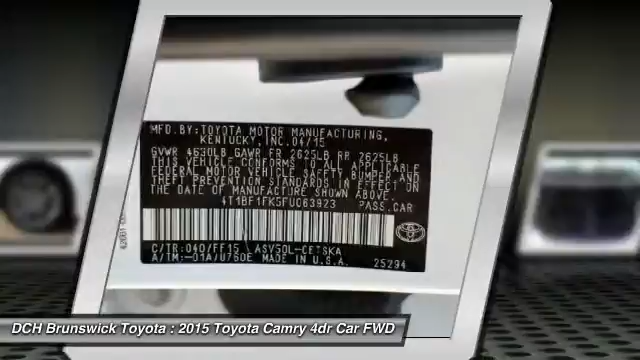 MFD.BY:TOYOTA MOTOR MANUFACTURING,
KENTUCKY, INC.04/15
GVWR 4630LB GAWR FR 2625LB RR 2625LB
THIS VEHICLE CONFORMS TO ALL APPLICABLE
FEDERAL MOTOR VEHICLE SAFETY, BUMPER, AND
THEFT PREVENTION STANDARDS IN EFFECT ON
THE DATE OF MANUFACTURE SHOWN ABOVE.
4T1BF1FK5FUC63923 PASS.CAR
C/TR:040/FF15 ASV50L-CETSKA
A/TM:-01A/U760E MADE IN U.S.A.
25294
DCH Brunswick Toyota : 2015 Toyota Camry 4dr Car FWD